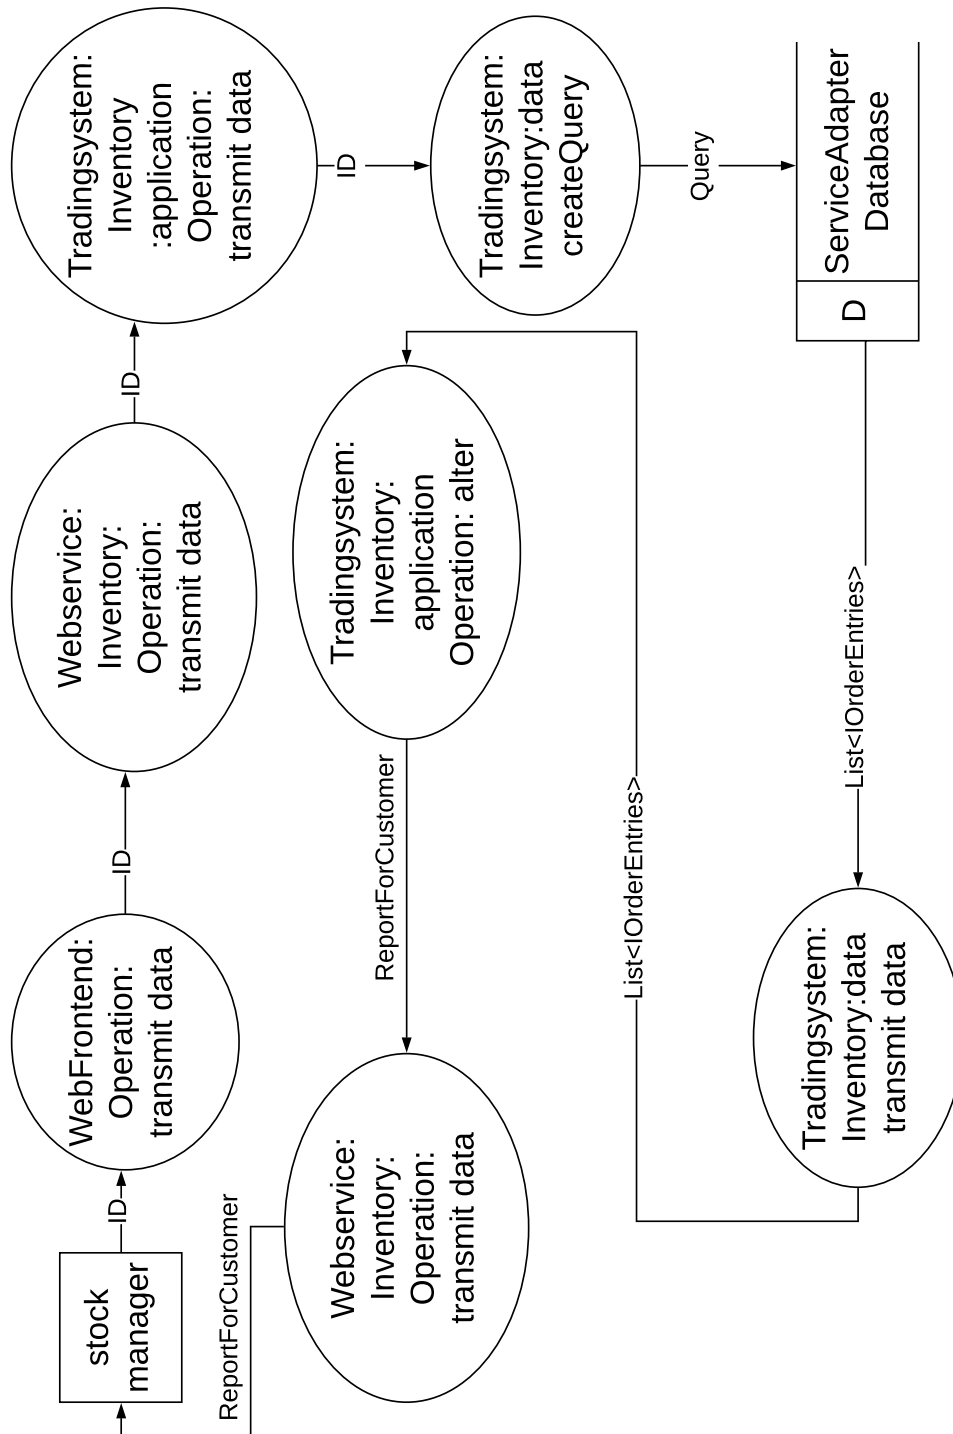 stock
manager
ID
WebFrontend:
Operation:
transmit data
ID
Webservice:
Inventory:
Operation:
transmit data
ID
Tradingsystem:
Inventory
:application
Operation:
transmit data
ID
Tradingsystem:
Inventory:data
createQuery
Query
D
ServiceAdapter
Database
List<IOrderEntries>
Tradingsystem:
Inventory:data
transmit data
List<IOrderEntries>
Tradingsystem:
Inventory:
application
Operation: alter
ReportForCustomer
Webservice:
Inventory:
Operation:
transmit data
ReportForCustomer